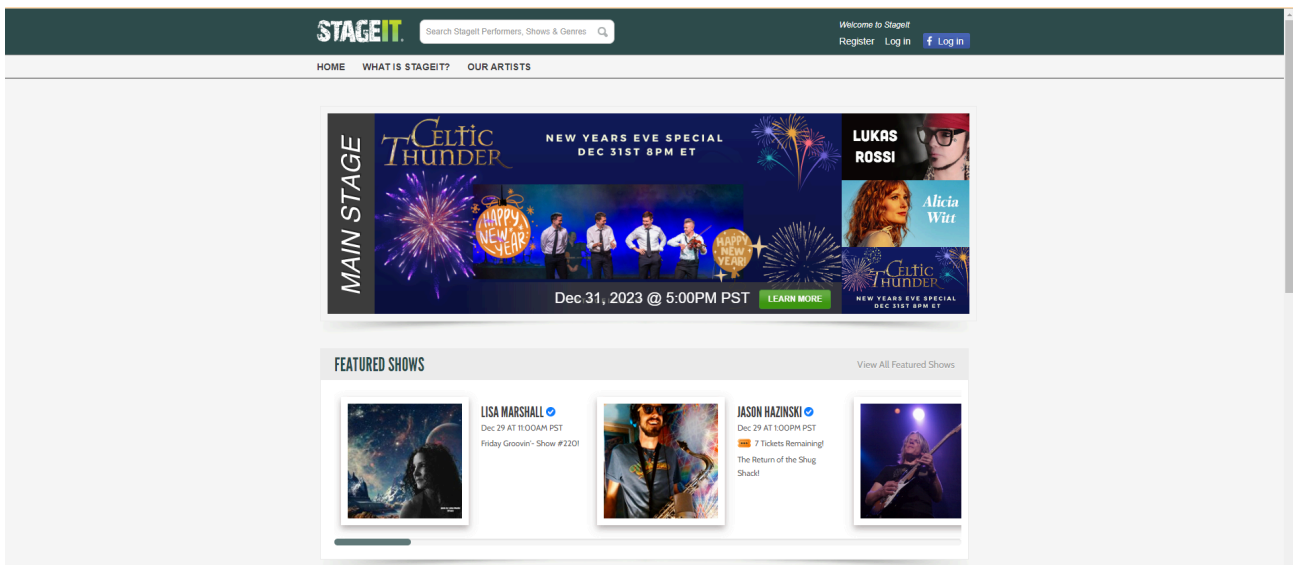 STAGEIT.
Search StageIt Performers, Shows & Genres
Welcome to StageIt
Register Log in f Log in
HOME WHAT IS STAGEIT? OUR ARTISTS
MAIN STAGE
CELTIC
THUNDER
NEW YEARS EVE SPECIAL
DEC 31ST 8PM ET
HAPPY
NEW
YEAR
HAPPY
NEW
YEAR!
Dec 31, 2023 @ 5:00PM PST LEARN MORE
LUKAS
ROSSI
Alicia
Witt
CELTIC
THUNDER
NEW YEARS EVE SPECIAL
DEC 31ST 8PM ET
FEATURED SHOWS View All Featured Shows
LISA MARSHALL
Dec 29 AT 11:00AM PST
Friday Groovin'- Show #220!
JASON HAZINSKI
Dec 29 AT 1:00PM PST
7 Tickets Remaining!
The Return of the Shug
Shack!